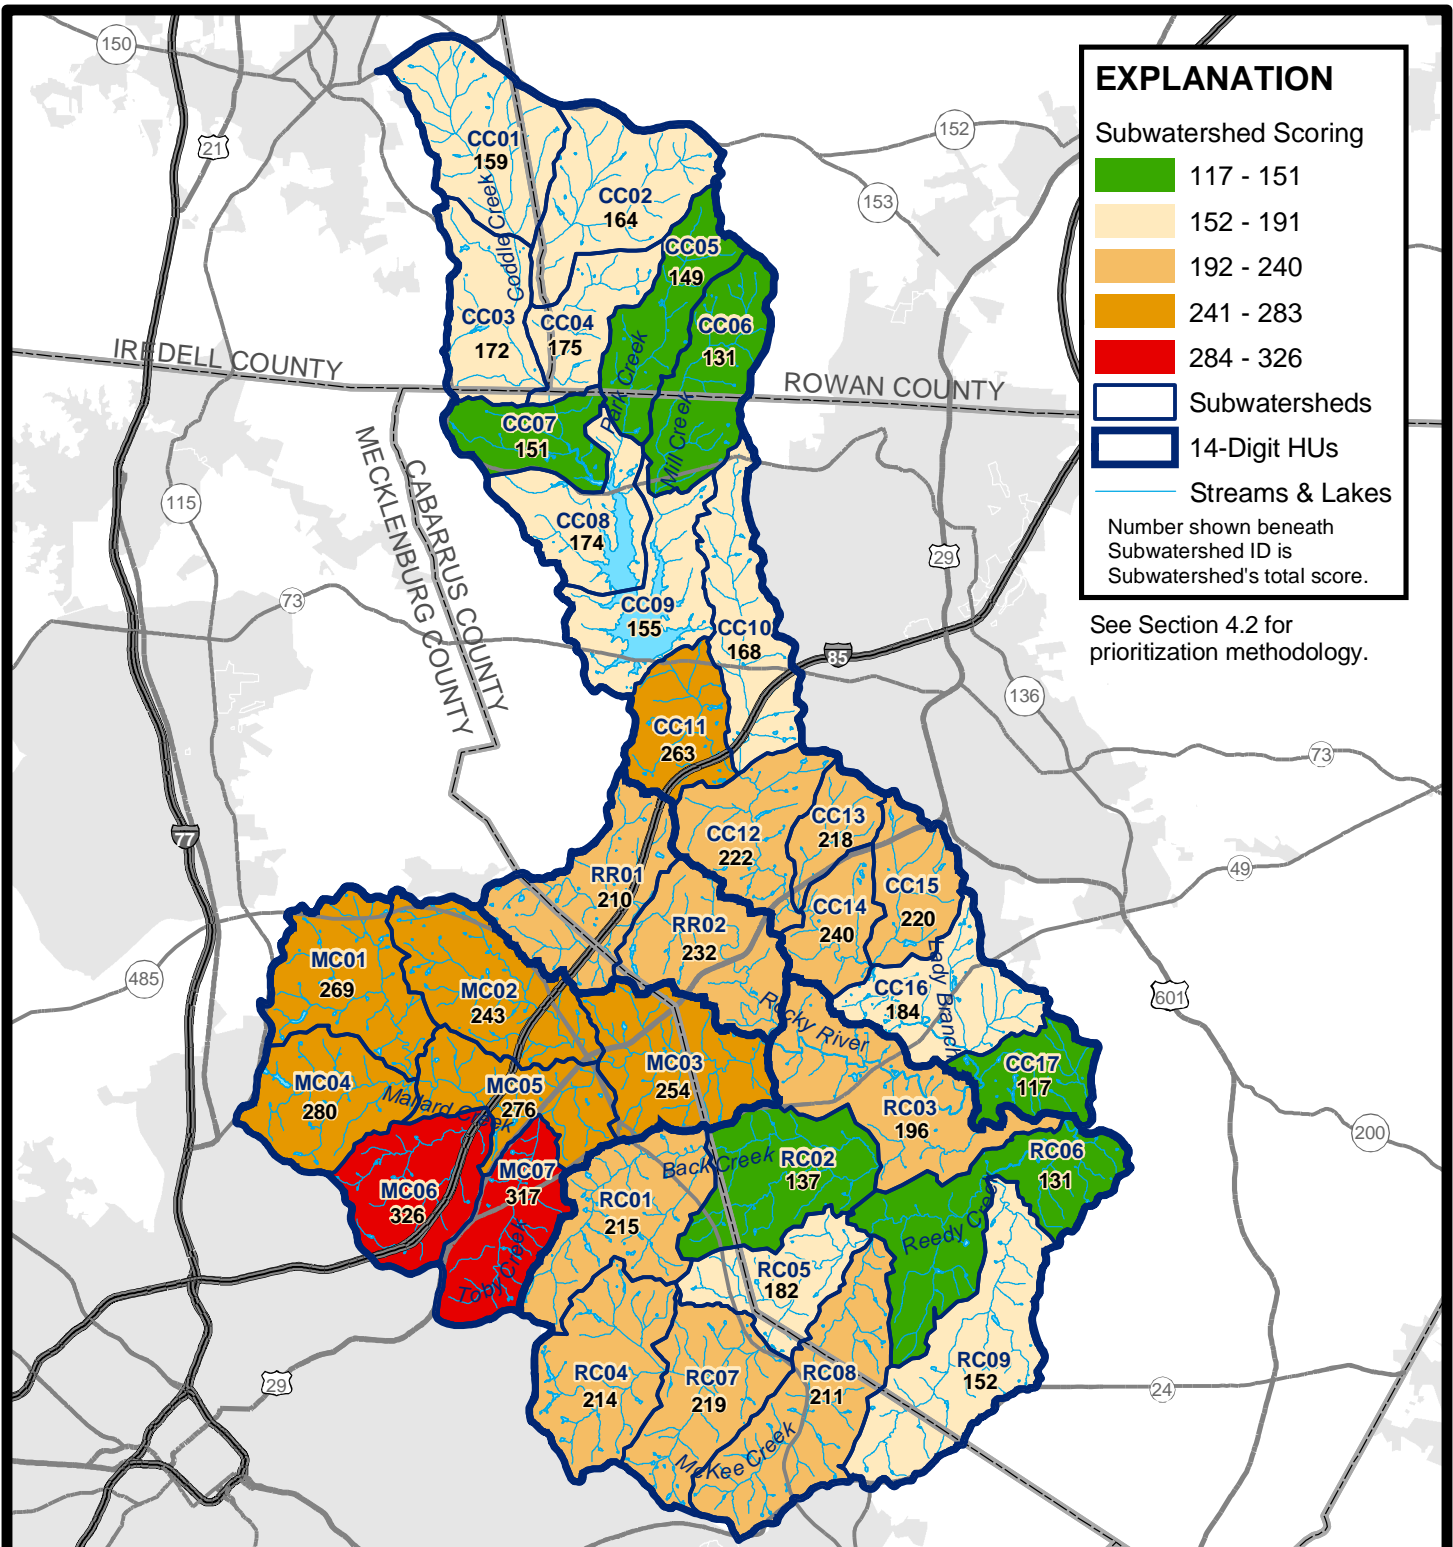 EXPLANATION
Subwatershed Scoring
117 - 151
152 - 191
192 - 240
241 - 283
284 - 326
Subwatersheds
14-Digit HUs
Streams & Lakes
Number shown beneath
Subwatershed ID is
Subwatershed's total score.
See Section 4.2 for
prioritization methodology.
150
21
152
153
CC01
159
CC02
164
Coddle Creek
CC05
149
CC03
172
CC04
175
CC06
131
IREDELL COUNTY
ROWAN COUNTY
Park Creek
Mill Creek
CC07
151
MECKLENBURG COUNTY
CABARRUS COUNTY
115
CC08
174
29
73
CC09
155
CC10
168
85
136
CC11
263
73
77
CC12
222
CC13
218
49
RR01
210
CC15
220
CC14
240
RR02
232
Lady Branch
485
MC01
269
MC02
243
CC16
184
601
Rocky River
MC03
254
CC17
117
MC04
280
MC05
276
Mallard Creek
RC03
196
200
Back Creek
RC02
137
RC06
131
MC06
326
MC07
317
RC01
215
Reedy Creek
Toby Creek
RC05
182
RC04
214
RC07
219
RC08
211
RC09
152
29
24
McKee Creek